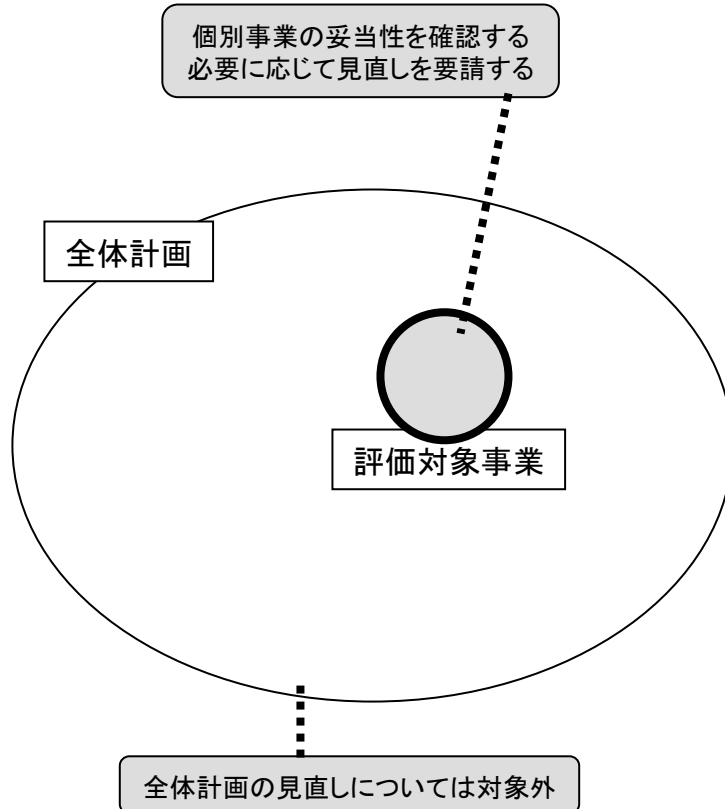 個別事業の妥当性を確認する
必要に応じて見直しを要請する
全体計画
評価対象事業
全体計画の見直しについては対象外